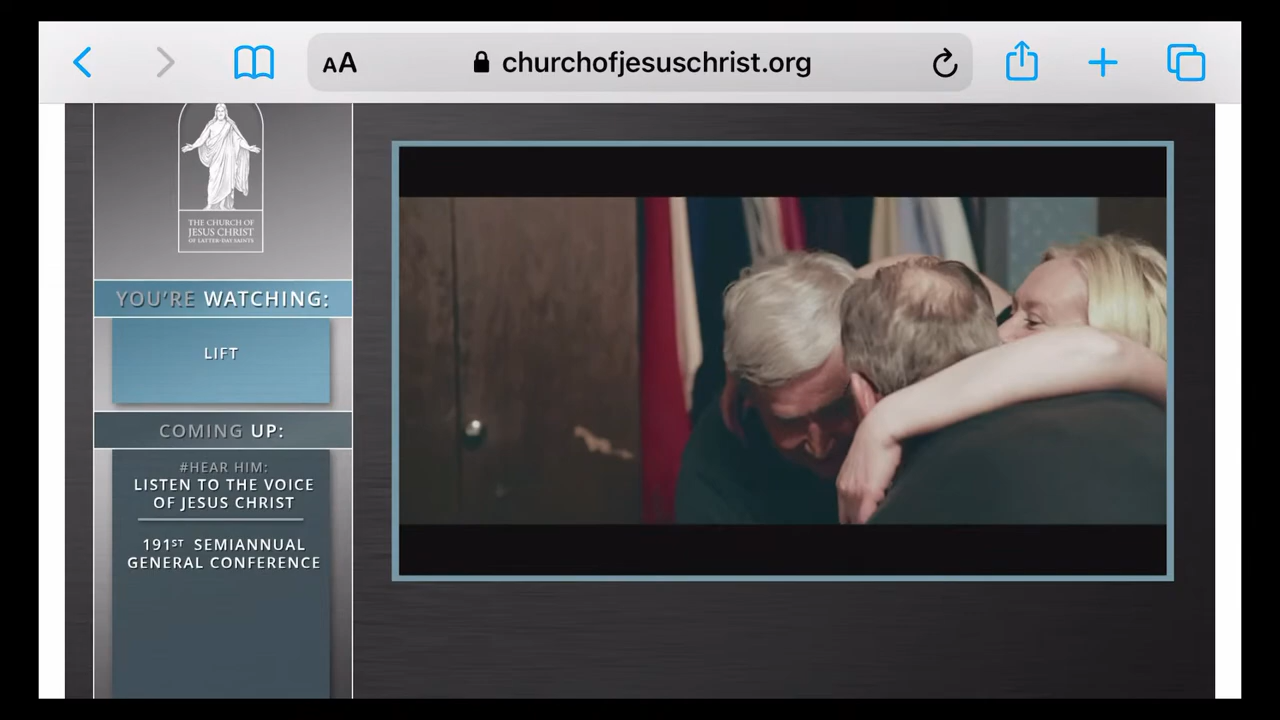 AA churchofjesuschrist.org
THE CHURCH OF
JESUS CHRIST
OF LATTER-DAY SAINTS
YOU'RE WATCHING:
LIFT
COMING UP:
#HEAR HIM:
LISTEN TO THE VOICE
OF JESUS CHRIST
191ST SEMIANNUAL
GENERAL CONFERENCE